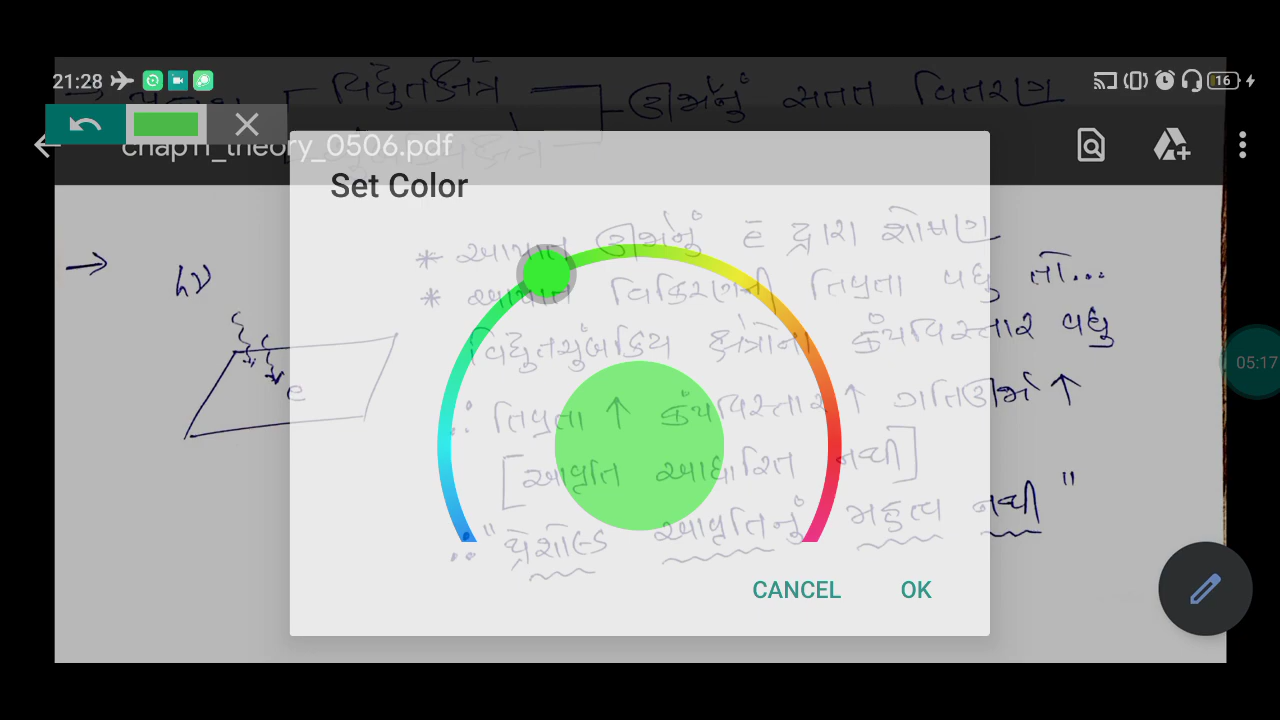 21:28
16
→ વિદ્યુતક્ષેત્ર ઊર્જાનું સતત વિતરણ
chap11_theory_0506.pdf
Set Color
→ hν
* આપાત ઊર્જાનું e દ્વારા શોષણ
* આપાત વિકિરણની તિવ્રતા વધુ તો...
05:17
વિદ્યુતચુંબકિય ક્ષેત્રોના કંપવિસ્તાર વધુ
e
∴ તિવ્રતા ↑ કંપવિસ્તાર ↑ ગતિઊર્જા ↑
[આવૃતિ આધારિત નથી]
∴ " થ્રેશોલ્ડ આવૃતિનું મહત્વ નથી "
CANCEL OK